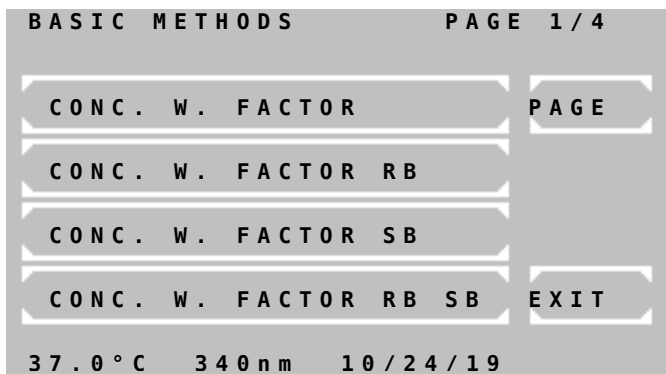 BASIC METHODS PAGE 1/4
CONC. W. FACTOR PAGE
CONC. W. FACTOR RB
CONC. W. FACTOR SB
CONC. W. FACTOR RB SB EXIT
37.0°C 340nm 10/24/19